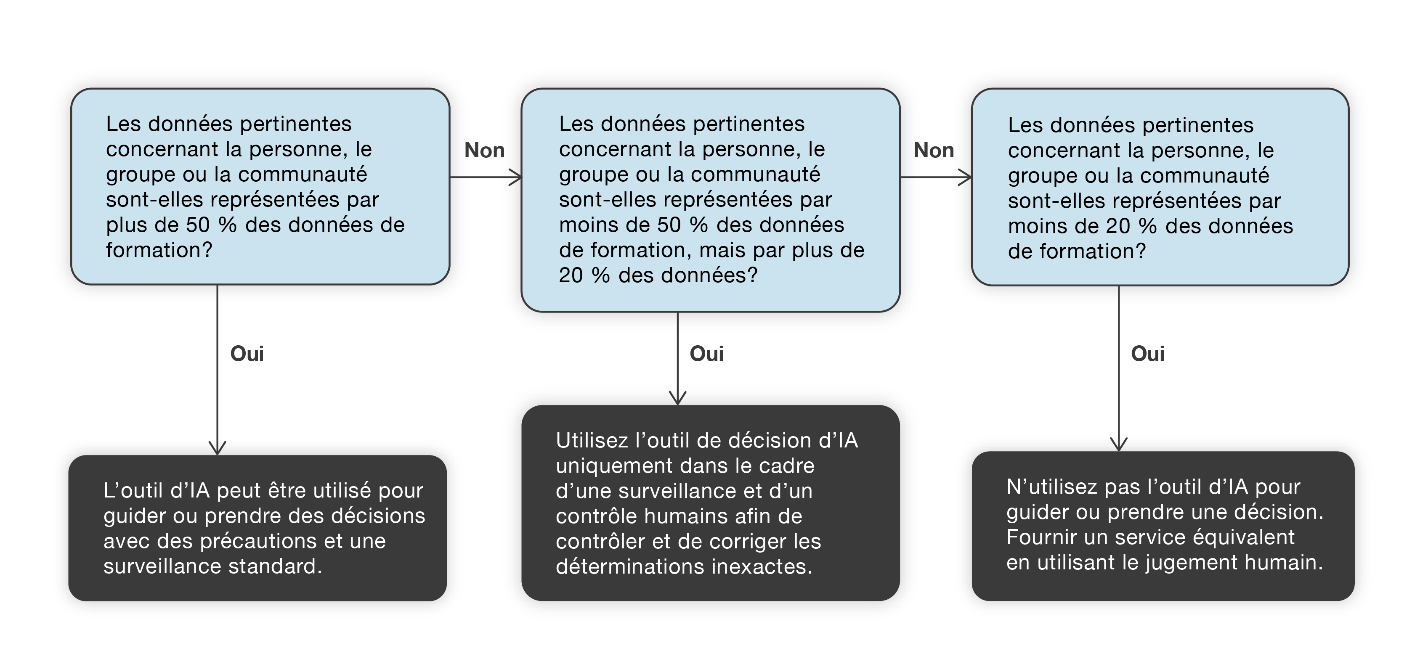 Les données pertinentes
concernant la personne, le
groupe ou la communauté
sont-elles représentées par
plus de 50 % des données de
formation?
Non
Les données pertinentes
concernant la personne, le
groupe ou la communauté
sont-elles représentées par
moins de 50 % des données
de formation, mais par plus de
20 % des données?
Non
Les données pertinentes
concernant la personne, le
groupe ou la communauté
sont-elles représentées par
moins de 20 % des données
de formation?
Oui
Oui
Oui
L’outil d’IA peut être utilisé pour
guider ou prendre des décisions
avec des précautions et une
surveillance standard.
Utilisez l’outil de décision d’IA
uniquement dans le cadre
d’une surveillance et d’un
contrôle humains afin de
contrôler et de corriger les
déterminations inexactes.
N’utilisez pas l’outil d’IA pour
guider ou prendre une décision.
Fournir un service équivalent
en utilisant le jugement humain.